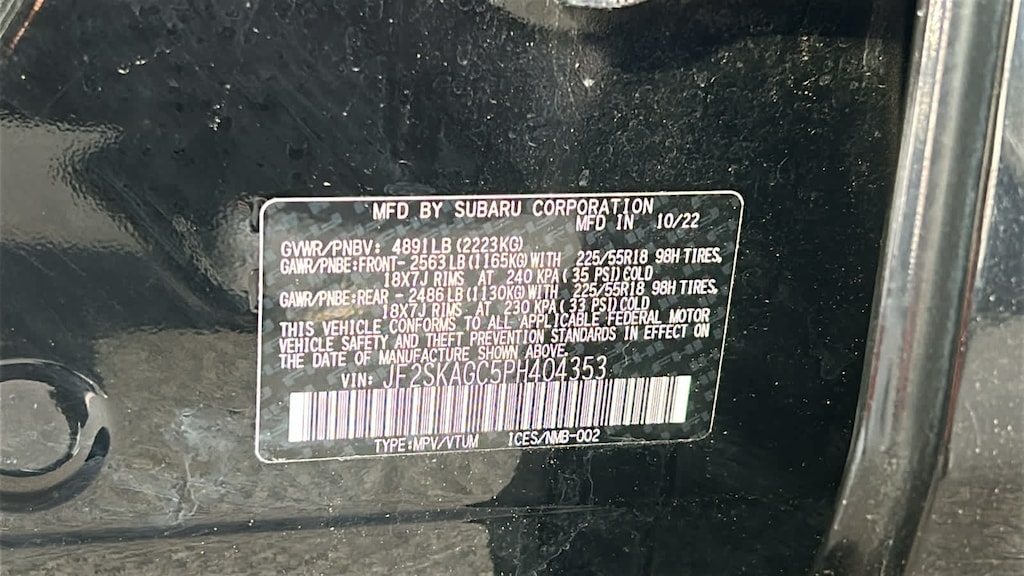 MFD BY SUBARU CORPORATION
MFD IN 10/22
GVWR/PNBV: 4891LB(2223KG)
GAWR/PNBE:FRONT- 2563LB(1165KG)WITH 225/55R18 98H TIRES,
18X7J RIMS AT 240 KPA(35 PSI)COLD
GAWR/PNBE:REAR - 2486LB(1130KG)WITH 225/55R18 98H TIRES,
18X7J RIMS AT 230 KPA(33 PSI)COLD
THIS VEHICLE CONFORMS TO ALL APPLICABLE FEDERAL MOTOR
VEHICLE SAFETY AND THEFT PREVENTION STANDARDS IN EFFECT ON
THE DATE OF MANUFACTURE SHOWN ABOVE.
VIN: JF2SKAGC5PH404353
TYPE:MPV/VTUM ICES/NMB-002